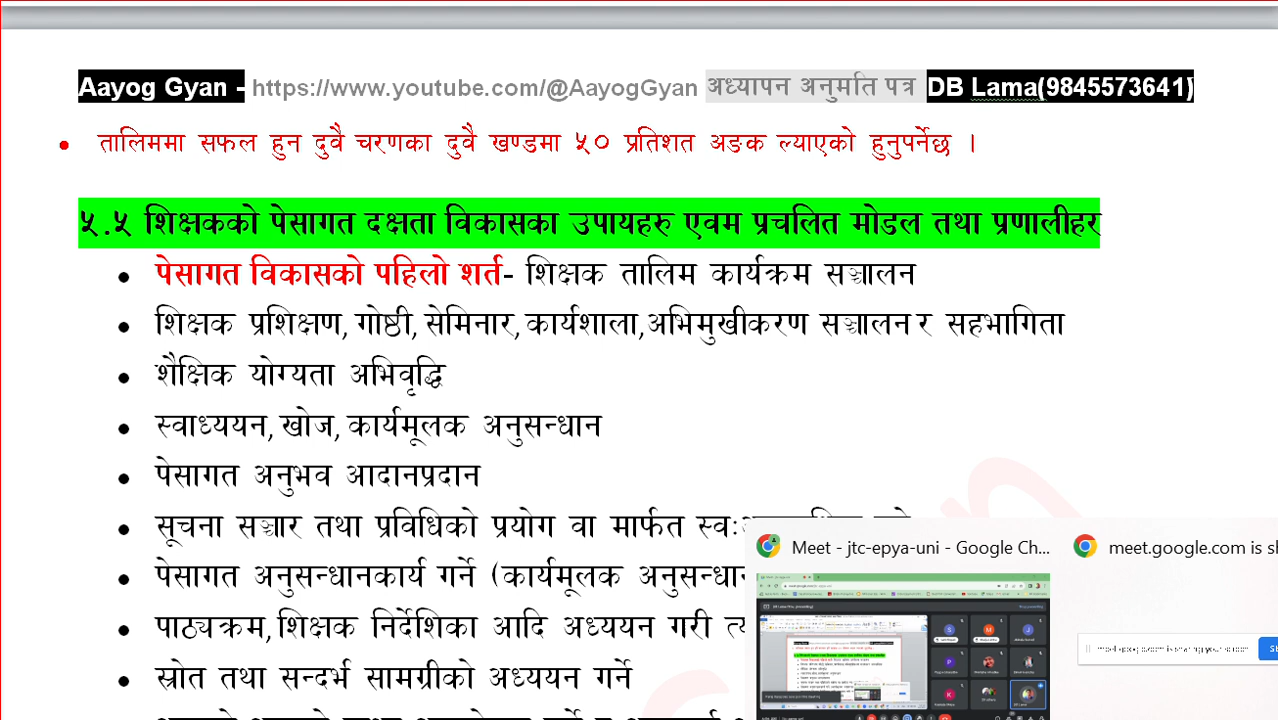 Aayog Gyan - https://www.youtube.com/@AayogGyan अध्यापन अनुमति पत्र DB Lama(9845573641)
• तालिममा सफल हुन दुवै चरणका दुवै खण्डमा ५० प्रतिशत अङक ल्याएको हुनुपर्नेछ ।
५.५ शिक्षकको पेसागत दक्षता विकासका उपायहरु एवम प्रचलित मोडल तथा प्रणालीहर
• पेसागत विकासको पहिलो शर्त- शिक्षक तालिम कार्यक्रम सञ्चालन
• शिक्षक प्रशिक्षण, गोष्ठी, सेमिनार, कार्यशाला,अभिमुखीकरण सञ्चालन र सहभागिता
• शैक्षिक योग्यता अभिवृद्धि
• स्वाध्ययन, खोज, कार्यमूलक अनुसन्धान
• पेसागत अनुभव आदानप्रदान
• सूचना सञ्चार तथा प्रविधिको प्रयोग वा मार्फत स्वः
• पेसागत अनुसन्धानकार्य गर्ने (कार्यमूलक
• पाठ्यक्रम,शिक्षक निर्देशिका आदि अध्ययन गरी
• तथा सन्दर्भ सामग्रीको अध्ययन गर्ने
Meet - jtc-epya-uni - Google Ch...
meet.google.com is sh